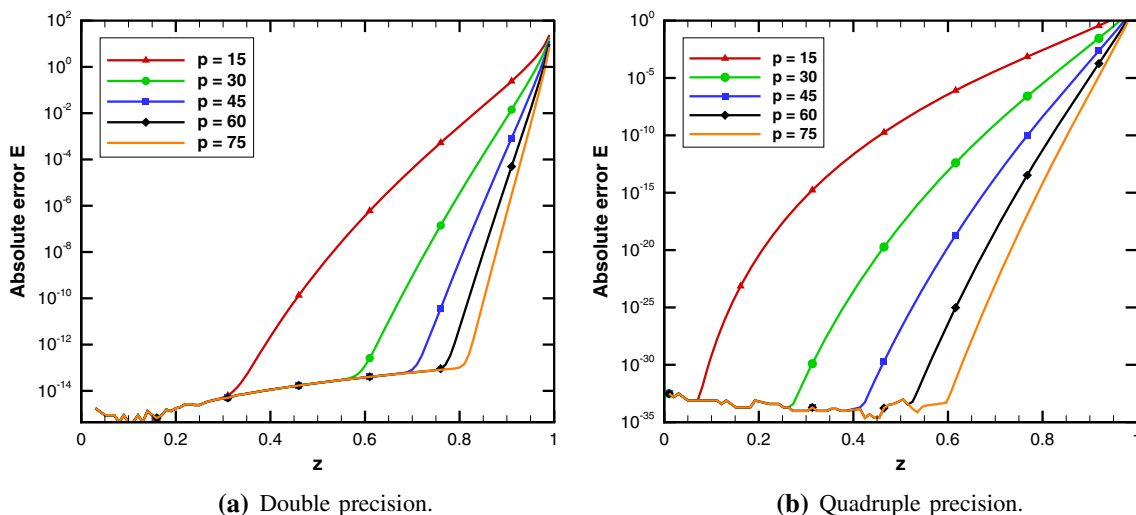 10^2
10^0
10^-2
10^-4
10^-6
10^-8
10^-10
10^-12
10^-14
Absolute error E
p = 15
p = 30
p = 45
p = 60
p = 75
0 0.2 0.4 0.6 0.8 1
z
(a) Double precision.
10^0
10^-5
10^-10
10^-15
10^-20
10^-25
10^-30
10^-35
Absolute error E
p = 15
p = 30
p = 45
p = 60
p = 75
0 0.2 0.4 0.6 0.8 1
z
(b) Quadruple precision.